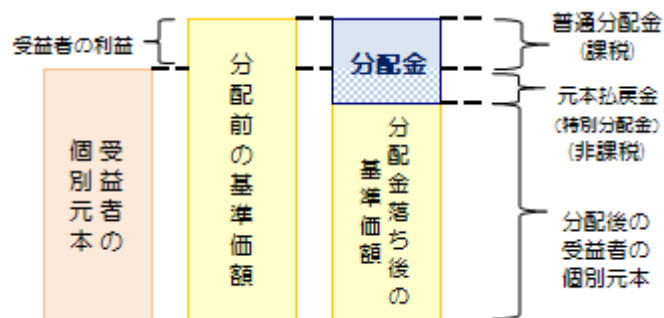 受益者の利益
受益者の
個別元本
分配前の基準価額
分配金
分配金落ち後の
基準価額
普通分配金
(課税)
元本払戻金
(特別分配金)
(非課税)
分配後の
受益者の
個別元本